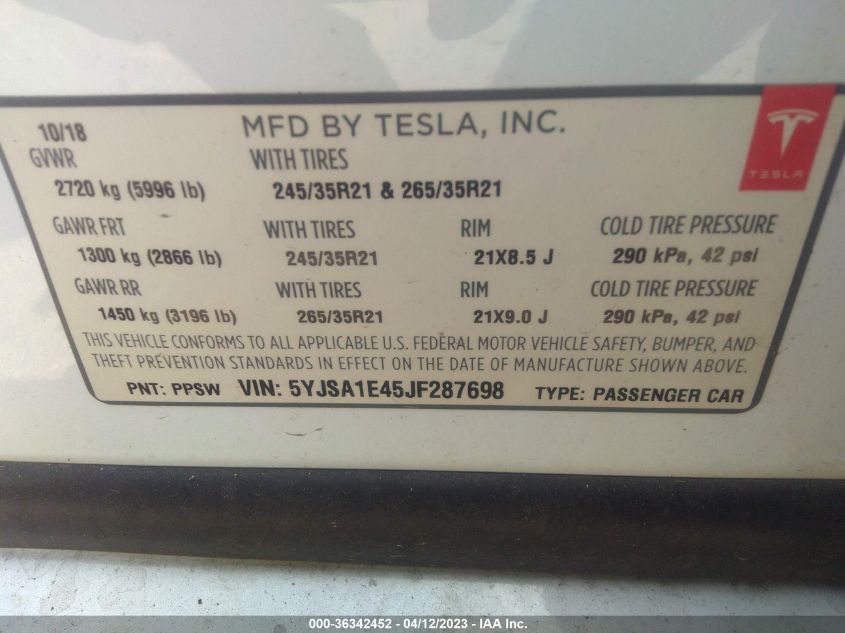 10/18 MFD BY TESLA, INC.
TESLA
GVWR WITH TIRES
2720 kg (5996 lb) 245/35R21 & 265/35R21
GAWR FRT WITH TIRES RIM COLD TIRE PRESSURE
1300 kg (2866 lb) 245/35R21 21X8.5 J 290 kPa, 42 psi
GAWR RR WITH TIRES RIM COLD TIRE PRESSURE
1450 kg (3196 lb) 265/35R21 21X9.0 J 290 kPa, 42 psi
THIS VEHICLE CONFORMS TO ALL APPLICABLE U.S. FEDERAL MOTOR VEHICLE SAFETY, BUMPER, AND
THEFT PREVENTION STANDARDS IN EFFECT ON THE DATE OF MANUFACTURE SHOWN ABOVE.
PNT: PPSW VIN: 5YJSA1E45JF287698 TYPE: PASSENGER CAR
000-36342452 - 04/12/2023 - IAA Inc.